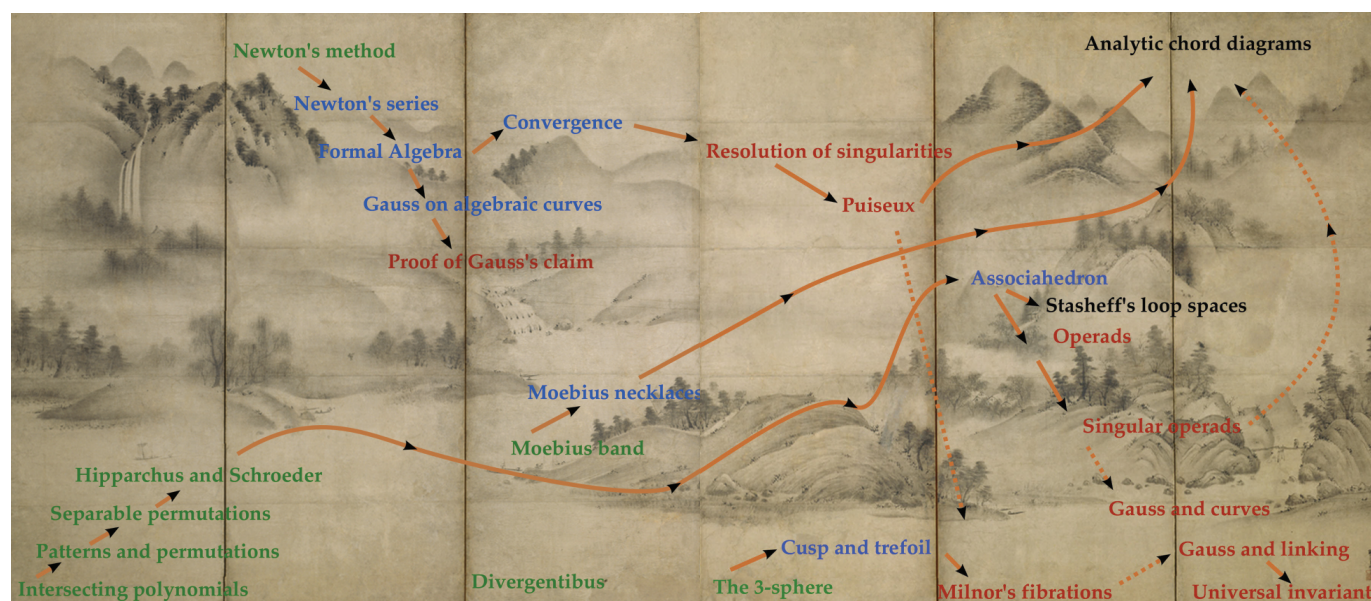 Newton's method
Analytic chord diagrams
Newton's series
Convergence
Formal Algebra
Resolution of singularities
Gauss on algebraic curves
Puiseux
Proof of Gauss's claim
Associahedron
Stasheff's loop spaces
Operads
Moebius necklaces
Singular operads
Moebius band
Hipparchus and Schroeder
Gauss and curves
Separable permutations
Patterns and permutations
Cusp and trefoil
Gauss and linking
Intersecting polynomials
Divergentibus
The 3-sphere
Milnor's fibrations
Universal invariant